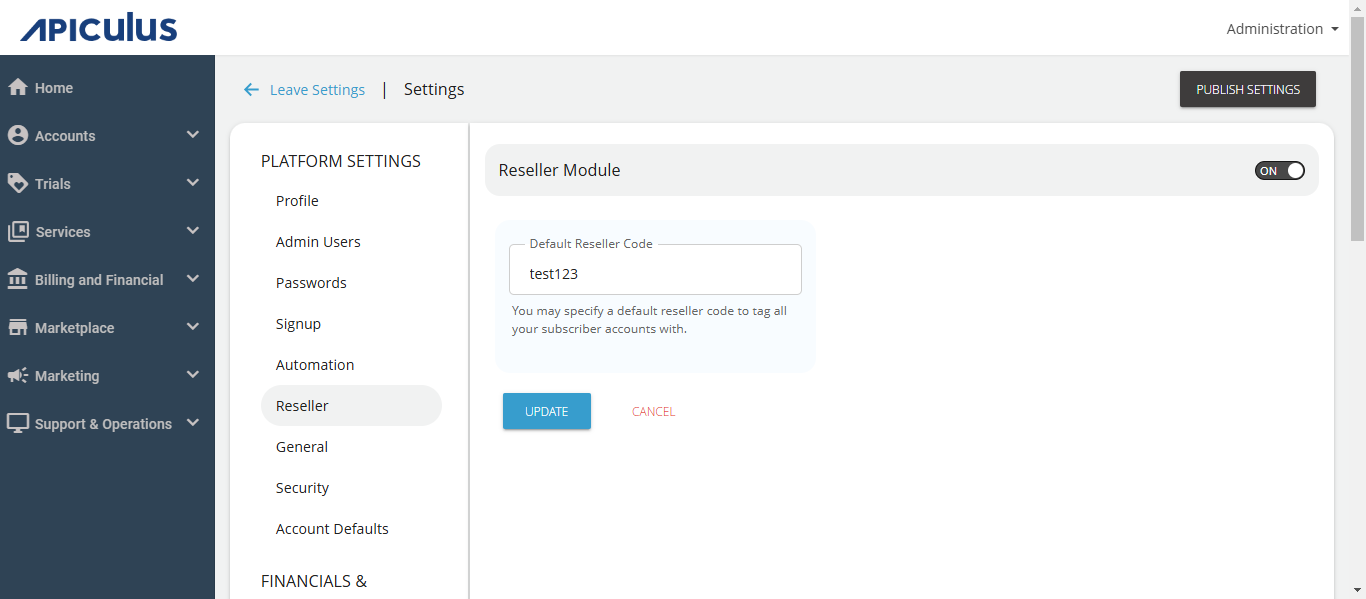 APICULUS
Administration
Home
Accounts
Trials
Services
Billing and Financial
Marketplace
Marketing
Support & Operations
Leave Settings | Settings
PUBLISH SETTINGS
PLATFORM SETTINGS
Profile
Admin Users
Passwords
Signup
Automation
Reseller
General
Security
Account Defaults
FINANCIALS &
Reseller Module
ON
Default Reseller Code
test123
You may specify a default reseller code to tag all
your subscriber accounts with.
UPDATE
CANCEL